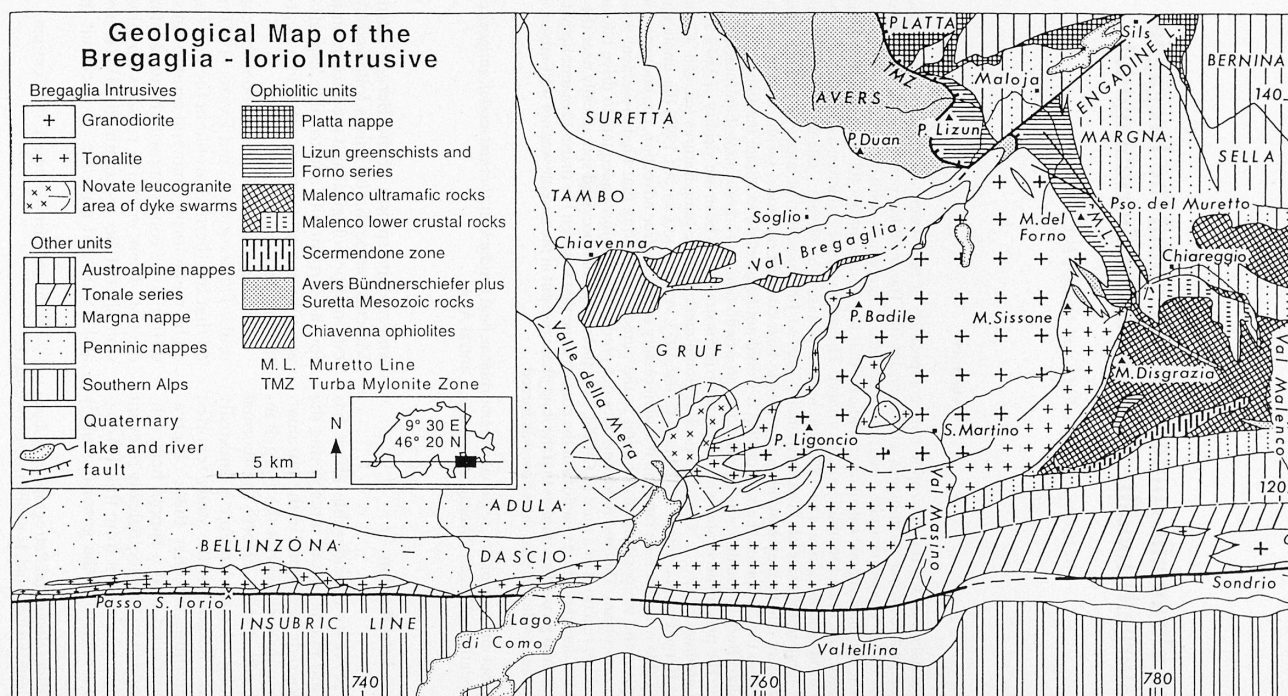 Geological Map of the
Bregaglia - Iorio Intrusive
Bregaglia Intrusives
Granodiorite
Tonalite
Novate leucogranite
area of dyke swarms
Other units
Austroalpine nappes
Tonale series
Margna nappe
Penninic nappes
Southern Alps
Quaternary
lake and river
fault
Ophiolitic units
Platta nappe
Lizun greenschists and
Forno series
Malenco ultramafic rocks
Malenco lower crustal rocks
Scermendone zone
Avers Bündnerschiefer plus
Suretta Mesozoic rocks
Chiavenna ophiolites
M. L. Muretto Line
TMZ Turba Mylonite Zone
5 km
N
9° 30 E
46° 20 N
PLATTA
Sils
TMZ
Maloja
ENGADINE L.
BERNINA
140
AVERS
SURETTA
P. Lizun
P. Duan
MARGNA
SELLA
TAMBO
Soglio
M. del
Forno
M. L.
Pso. del Muretto
Chiavenna
Val Bregaglia
Chiareggio
P. Badile
M. Sissone
Valle della Mera
GRUF
M. Disgrazia
Val Malenco
P. Ligoncio
S. Martino
Val Masino
120
ADULA
BELLINZONA
DASCIO
Passo S. Iorio
Sondrio
INSUBRIC LINE
Lago
di Como
Valtellina
740
760
780